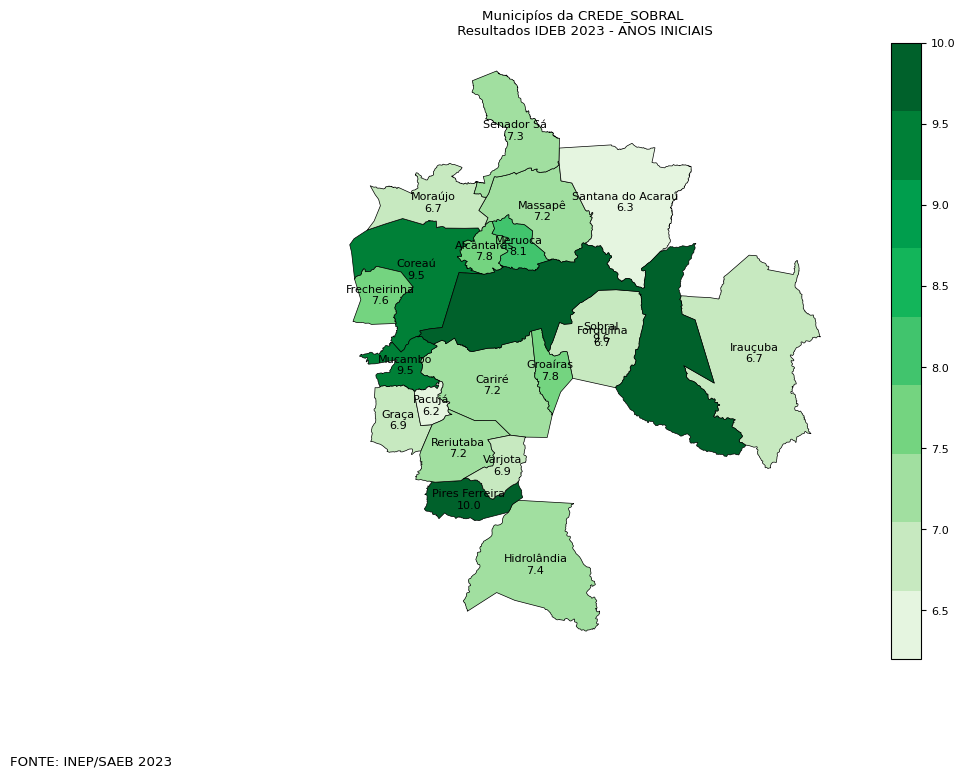 Municipíos da CREDE_SOBRAL
Resultados IDEB 2023 - ANOS INICIAIS
10.0
9.5
9.0
8.5
8.0
7.5
7.0
6.5
Senador Sá
7.3
Moraújo
6.7
Santana do Acaraú
6.3
Massapê
7.2
Meruoca
8.1
Alcântaras
7.8
Coreaú
9.5
Frecheirinha
7.6
Sobral
9.6
Forquilha
6.7
Irauçuba
6.7
Mucambo
9.5
Groaíras
7.8
Cariré
7.2
Pacujá
6.2
Graça
6.9
Reriutaba
7.2
Varjota
6.9
Pires Ferreira
10.0
Hidrolândia
7.4
FONTE: INEP/SAEB 2023